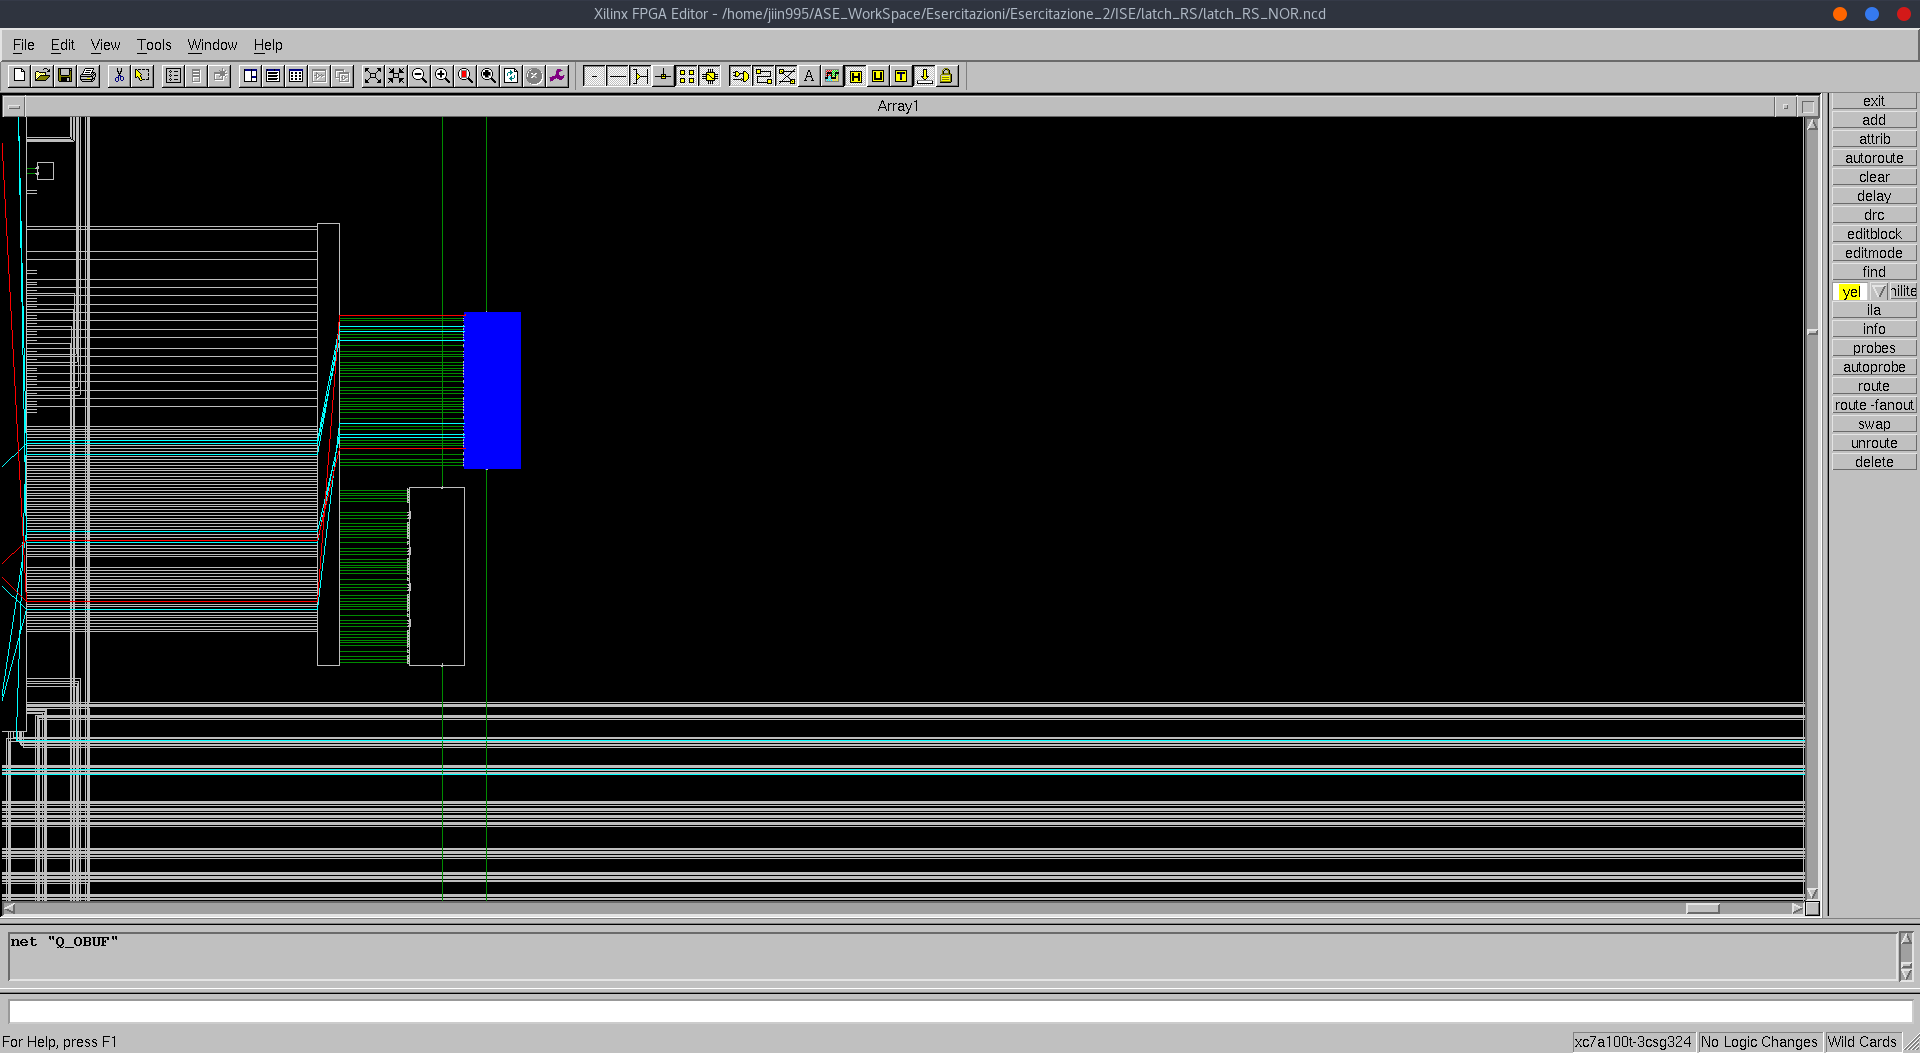 Xilinx FPGA Editor - /home/jiin995/ASE_WorkSpace/Esercitazioni/Esercitazione_2/ISE/latch_RS/latch_RS_NOR.ncd
File Edit View Tools Window Help
A H U T
Array1
exit
add
attrib
autoroute
clear
delay
drc
editblock
editmode
find
yel hilite
ila
info
probes
autoprobe
route
route -fanout
swap
unroute
delete
net "Q_OBUF"
For Help, press F1
xc7a100t-3csg324 No Logic Changes Wild Cards